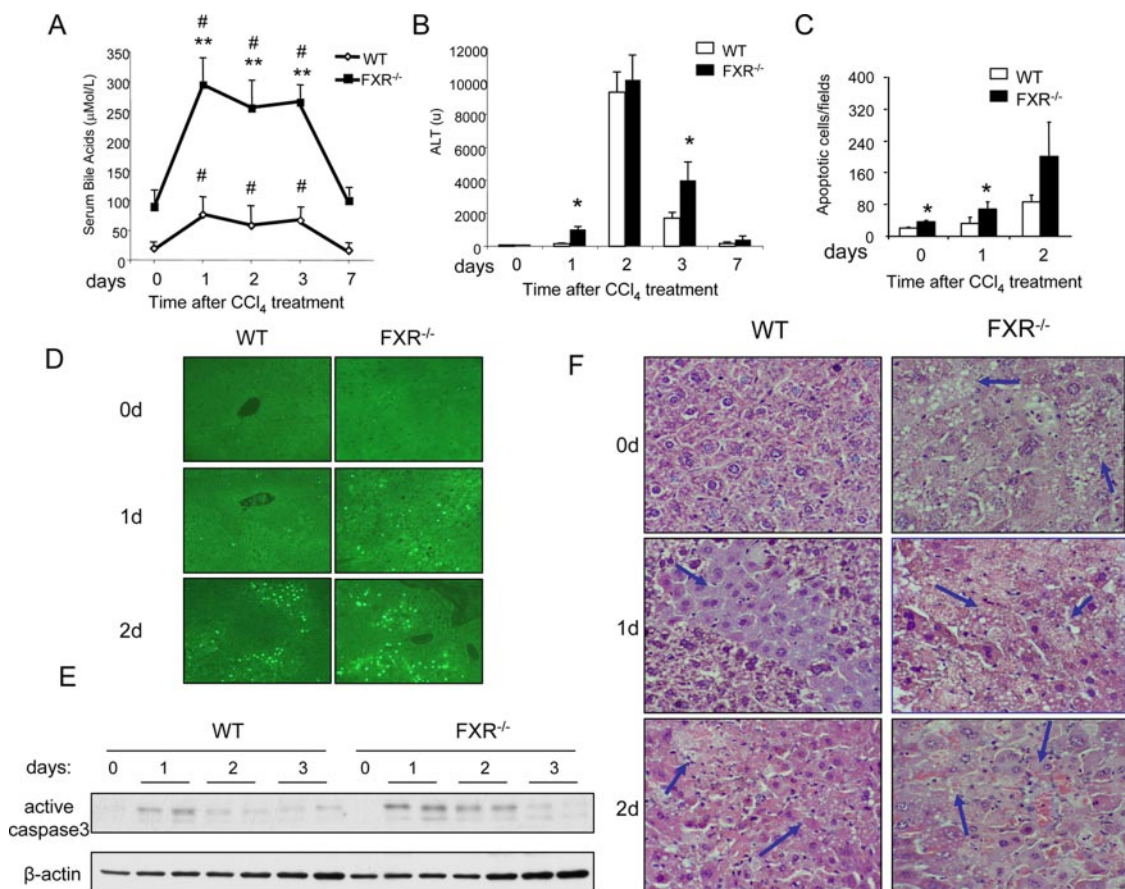 A
Serum Bile Acids (µMol/L)
350
300
250
200
150
100
50
0
# # #
** ** **
# # #
WT
FXR-/-
days 0 1 2 3 7
Time after CCl4 treatment
B
ALT (u)
12000
10000
8000
6000
4000
2000
0
* *
WT
FXR-/-
days 0 1 2 3 7
Time after CCl4 treatment
C
Apoptotic cells/fields
400
320
240
160
80
0
* *
WT
FXR-/-
days 0 1 2
Time after CCl4 treatment
D
WT FXR-/-
0d
1d
2d
E
WT FXR-/-
days: 0 1 2 3 0 1 2 3
active
caspase3
β-actin
F
WT FXR-/-
0d
1d
2d